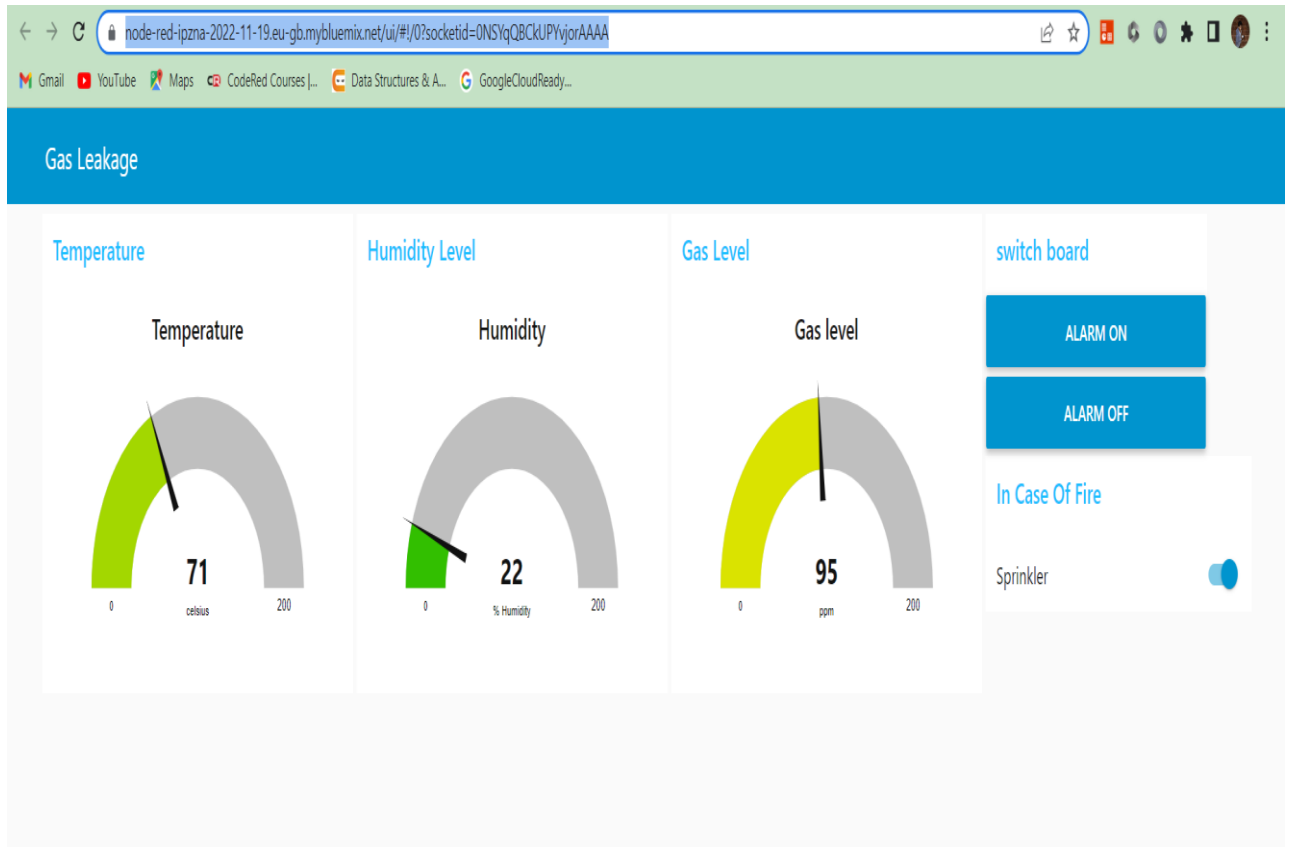 node-red-ipzna-2022-11-19.eu-gb.mybluemix.net/ui/#!/0?socketid=0NSYqQBCkUPYvjorAAAA
Gmail YouTube Maps CodeRed Courses |... Data Structures & A... GoogleCloudReady...
Gas Leakage
Temperature
Temperature
71
0 celsius 200
Humidity Level
Humidity
22
0 % Humidity 200
Gas Level
Gas level
95
0 ppm 200
switch board
ALARM ON
ALARM OFF
In Case Of Fire
Sprinkler